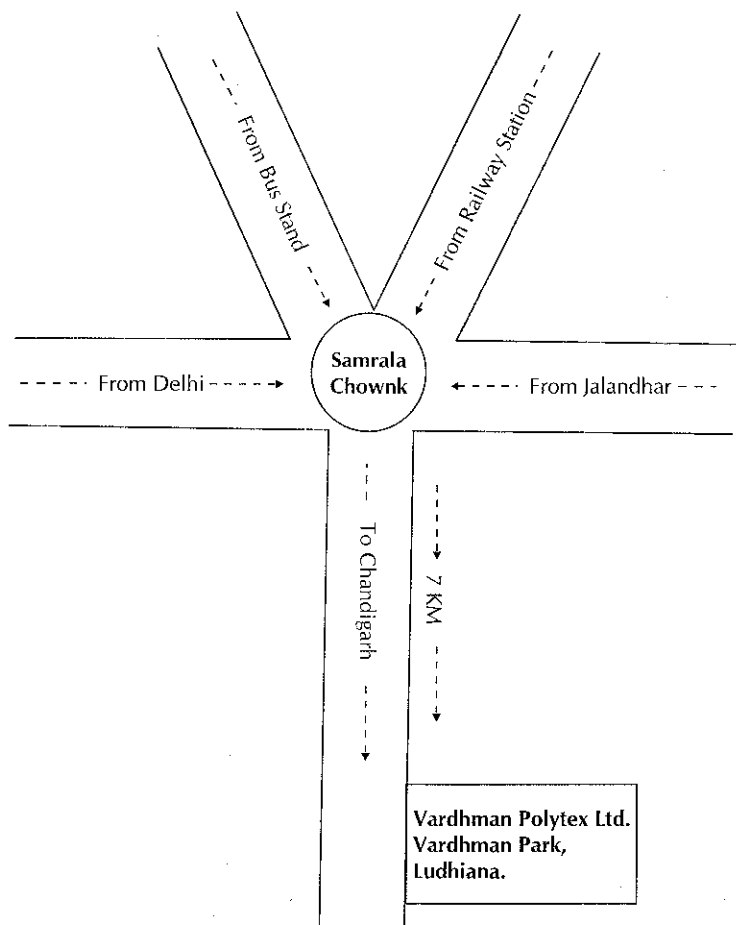 From Bus Stand
From Railway Station
Samrala
Chownk
From Delhi
From Jalandhar
To Chandigarh
7 KM
Vardhman Polytex Ltd.
Vardhman Park,
Ludhiana.